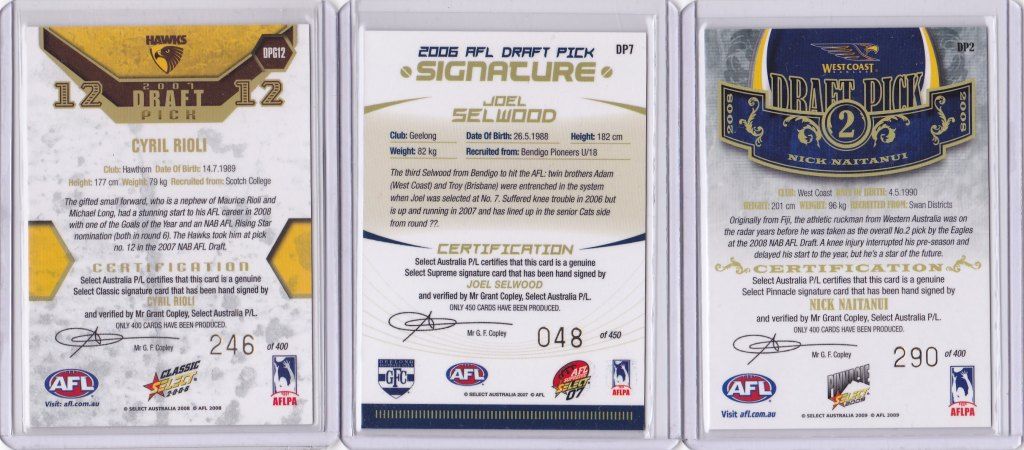 HAWKS
DPG12
12 2007 12
DRAFT
PICK
CYRIL RIOLI
Club: Hawthorn Date Of Birth: 14.7.1989
Height: 177 cm Weight: 79 kg Recruited from: Scotch College
The gifted small forward, who is a nephew of Maurice Rioli and
Michael Long, had a stunning start to his AFL career in 2008
with one of the Goals of the Year and an NAB AFL Rising Star
nomination (both in round 6). The Hawks took him at pick
no. 12 in the 2007 NAB AFL Draft.
CERTIFICATION
Select Australia P/L certifies that this card is a genuine
Select Classic signature card that has been hand signed by
CYRIL RIOLI
and verified by Mr Grant Copley, Select Australia P/L.
ONLY 400 CARDS HAVE BEEN PRODUCED.
246 of 400
Mr G. F. Copley
AFL
CLASSIC
SELECT
2008
AFLPA
Visit: afl.com.au
© SELECT AUSTRALIA 2008 © AFL 2008
2006 AFL DRAFT PICK
DP7
SIGNATURE
JOEL
SELWOOD
Club: Geelong Date Of Birth: 26.5.1988 Height: 182 cm
Weight: 82 kg Recruited from: Bendigo Pioneers U/18
The third Selwood from Bendigo to hit the AFL: twin brothers Adam
(West Coast) and Troy (Brisbane) were entrenched in the system
when Joel was selected at No. 7. Suffered knee trouble in 2006 but
is up and running in 2007 and has lined up in the senior Cats side
from round ??.
CERTIFICATION
Select Australia P/L certifies that this card is a genuine
Select Supreme signature card that has been hand signed by
JOEL SELWOOD
and verified by Mr Grant Copley, Select Australia P/L.
ONLY 450 CARDS HAVE BEEN PRODUCED.
048 of 450
Mr G. F. Copley
GEELONG
GFC
AFL
AFL
SUPREME
SELECT
07
AFLPA
© SELECT AUSTRALIA 2007 © AFL 2007
WEST COAST
EAGLES
DP2
DRAFT PICK
2008 2 2008
NICK NAITANUI
CLUB: West Coast DATE OF BIRTH: 4.5.1990
HEIGHT: 201 cm WEIGHT: 96 kg RECRUITED FROM: Swan Districts
Originally from Fiji, the athletic ruckman from Western Australia was on
the radar years before he was taken as the overall No.2 pick by the Eagles
at the 2008 NAB AFL Draft. A knee injury interrupted his pre-season and
delayed his start to the year, but he's a star of the future.
CERTIFICATION
Select Australia P/L certifies that this card is a genuine
Select Pinnacle signature card that has been hand signed by
NICK NAITANUI
and verified by Mr Grant Copley, Select Australia P/L.
ONLY 400 CARDS HAVE BEEN PRODUCED.
290 of 400
Mr G. F. Copley
AFL
PINNACLE
SELECT
2009
AFLPA
Visit: afl.com.au
© SELECT AUSTRALIA 2009 © AFL 2009